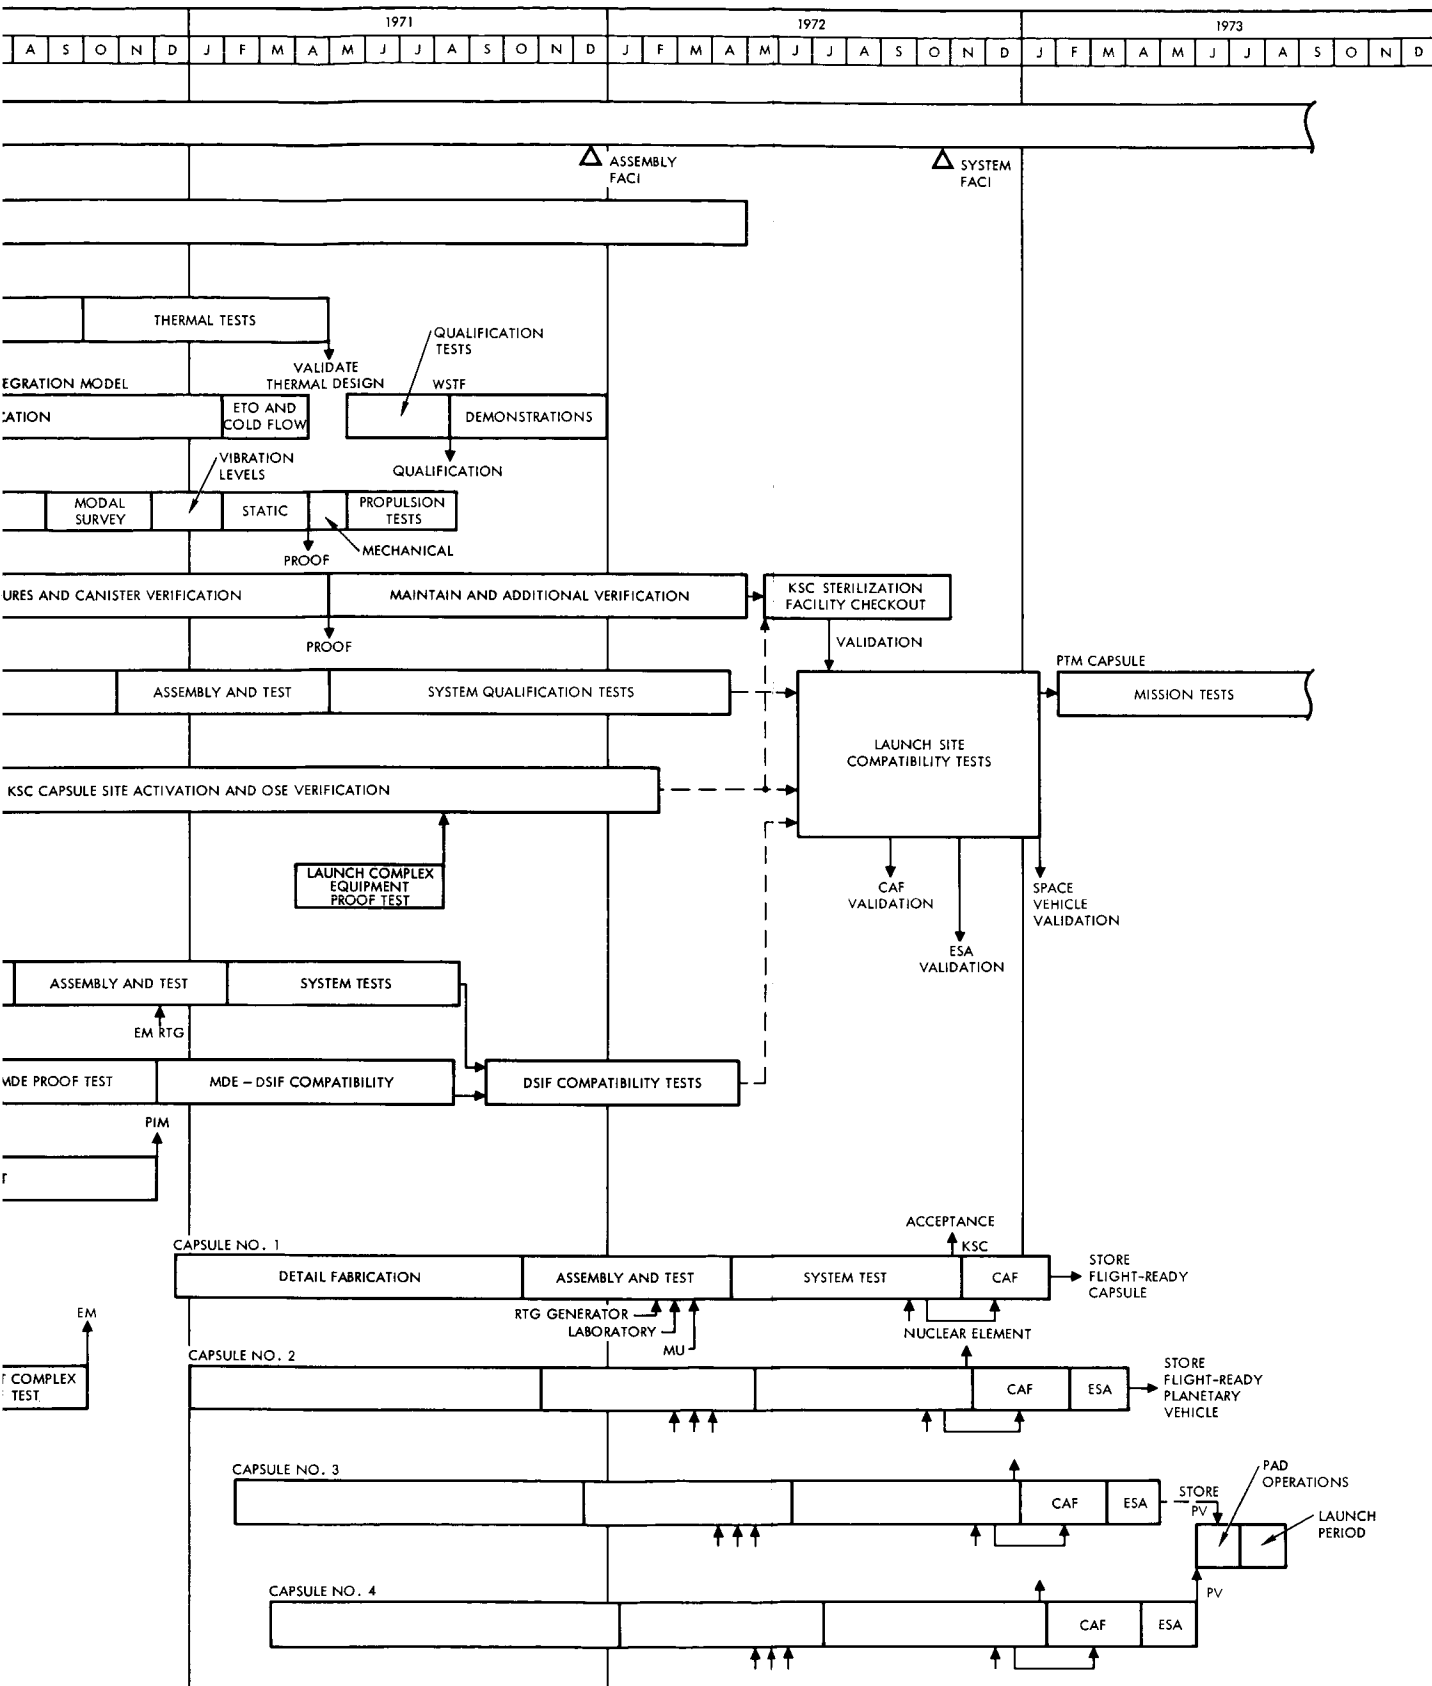 1971
1972
1973
A S O N D J F M A M J J A S O N D J F M A M J J A S O N D J F M A M J J A S O N D
ASSEMBLY
FACI
SYSTEM
FACI
THERMAL TESTS
QUALIFICATION
TESTS
VALIDATE
THERMAL DESIGN
EGRATION MODEL
WSTF
CATION
ETO AND
COLD FLOW
DEMONSTRATIONS
QUALIFICATION
VIBRATION
LEVELS
MODAL
SURVEY
STATIC
PROPULSION
TESTS
MECHANICAL
PROOF
URES AND CANISTER VERIFICATION
MAINTAIN AND ADDITIONAL VERIFICATION
KSC STERILIZATION
FACILITY CHECKOUT
PROOF
VALIDATION
PTM CAPSULE
ASSEMBLY AND TEST
SYSTEM QUALIFICATION TESTS
MISSION TESTS
LAUNCH SITE
COMPATIBILITY TESTS
KSC CAPSULE SITE ACTIVATION AND OSE VERIFICATION
LAUNCH COMPLEX
EQUIPMENT
PROOF TEST
CAF
VALIDATION
SPACE
VEHICLE
VALIDATION
ESA
VALIDATION
ASSEMBLY AND TEST
SYSTEM TESTS
EM RTG
MDE PROOF TEST
MDE – DSIF COMPATIBILITY
DSIF COMPATIBILITY TESTS
PIM
T
ACCEPTANCE
CAPSULE NO. 1
KSC
DETAIL FABRICATION
ASSEMBLY AND TEST
SYSTEM TEST
CAF
STORE
FLIGHT-READY
CAPSULE
RTG GENERATOR
LABORATORY
MU
NUCLEAR ELEMENT
EM
CAPSULE NO. 2
T COMPLEX
TEST
CAF
ESA
STORE
FLIGHT-READY
PLANETARY
VEHICLE
CAPSULE NO. 3
CAF
ESA
STORE
PV
PAD
OPERATIONS
LAUNCH
PERIOD
CAPSULE NO. 4
CAF
ESA
PV